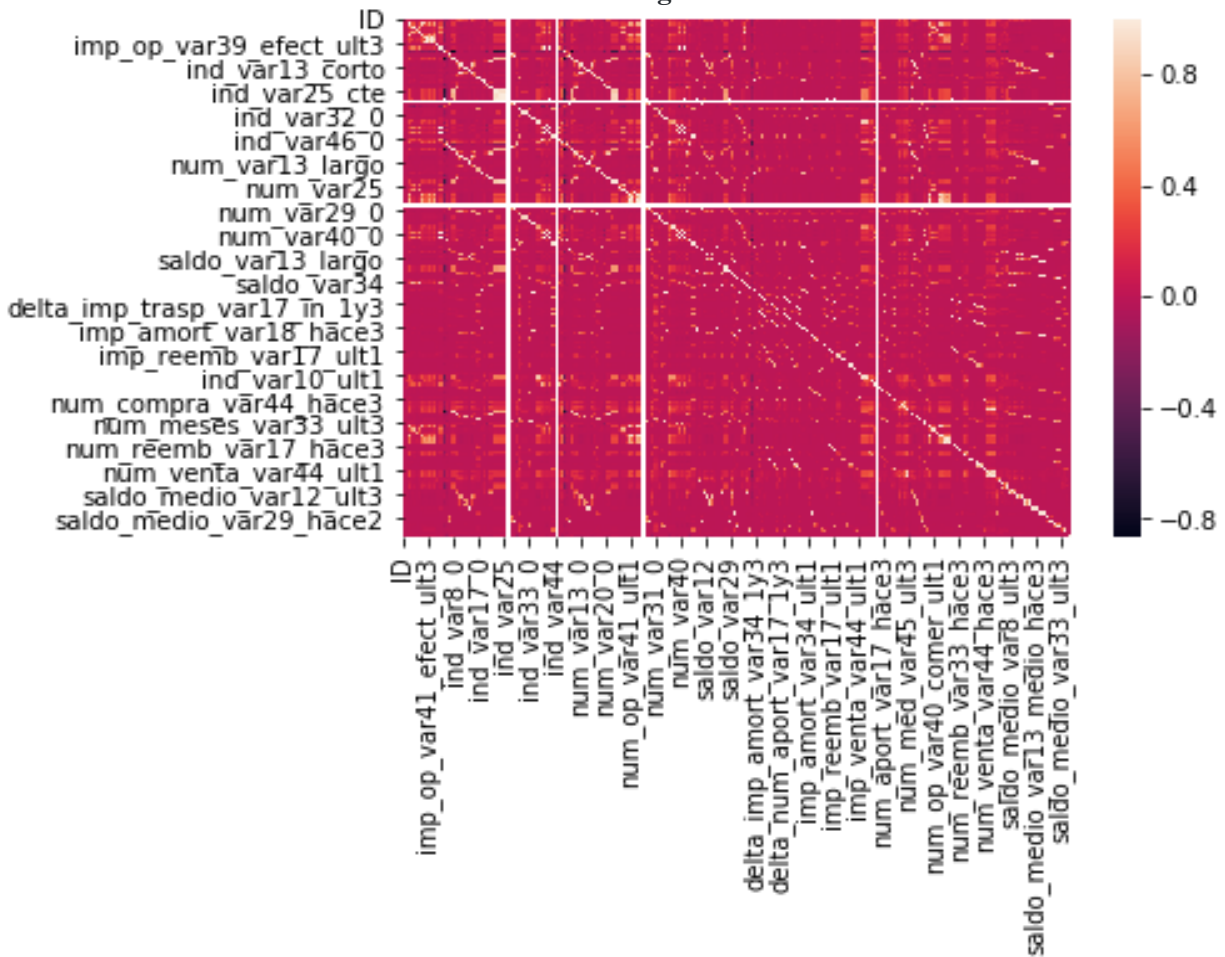 ID
imp_op_var39_efect_ult3
ind_var13_corto
ind_var25_cte
ind_var32_0
ind_var46_0
num_var13_largo
num_var25
num_var29_0
num_var40_0
saldo_var13_largo
saldo_var34
delta_imp_trasp_var17_in_1y3
imp_amort_var18_hace3
imp_reemb_var17_ult1
ind_var10_ult1
num_compra_var44_hace3
num_meses_var33_ult3
num_reemb_var17_hace3
num_venta_var44_ult1
saldo_medio_var12_ult3
saldo_medio_var29_hace2
ID
imp_op_var41_efect_ult3
ind_var8_0
ind_var17_0
ind_var25
ind_var33_0
ind_var44
num_var13_0
num_var20_0
num_op_var41_ult1
num_var31_0
num_var40
saldo_var12
saldo_var29
delta_imp_amort_var34_1y3
delta_num_aport_var17_1y3
imp_amort_var34_ult1
imp_reemb_var17_ult1
imp_venta_var44_ult1
num_aport_var17_hace3
num_med_var45_ult3
num_op_var40_comer_ult1
num_reemb_var33_hace3
num_venta_var44_hace3
saldo_medio_var8_ult3
saldo_medio_var13_medio_hace3
saldo_medio_var33_ult3
0.8
0.4
0.0
−0.4
−0.8